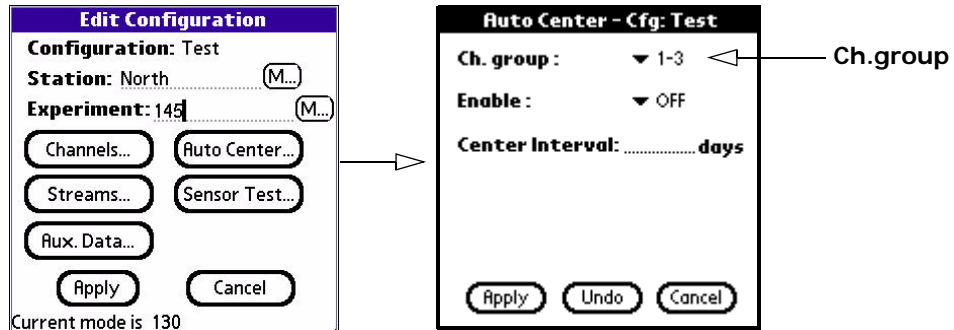 Edit Configuration
Configuration: Test
Station: North (M...)
Experiment: 145 (M...)
Channels... Auto Center...
Streams... Sensor Test...
Aux. Data...
Apply Cancel
Current mode is 130
Auto Center - Cfg: Test
Ch. group : 1-3
Enable : OFF
Center Interval: days
Apply Undo Cancel
Ch.group